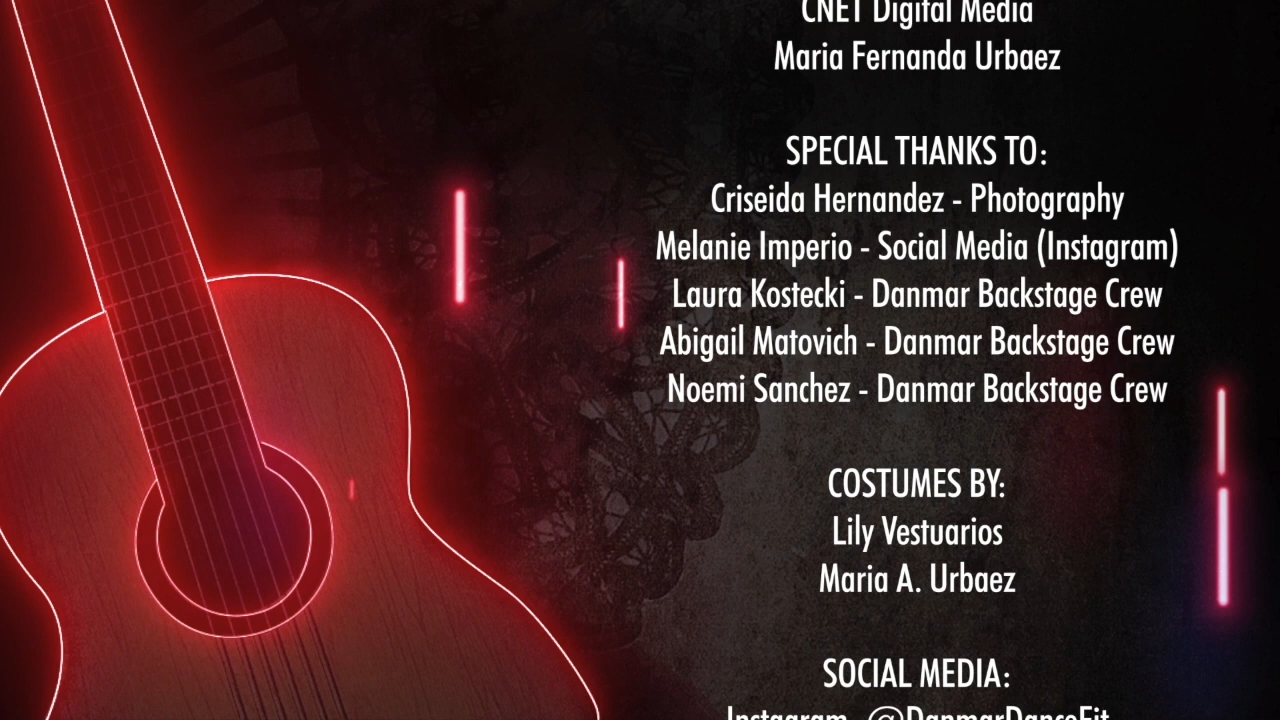 CNET Digital Media
Maria Fernanda Urbaez
SPECIAL THANKS TO:
Criseida Hernandez - Photography
Melanie Imperio - Social Media (Instagram)
Laura Kostecki - Danmar Backstage Crew
Abigail Matovich - Danmar Backstage Crew
Noemi Sanchez - Danmar Backstage Crew
COSTUMES BY:
Lily Vestuarios
Maria A. Urbaez
SOCIAL MEDIA:
Instagram @DanmarDanceFit